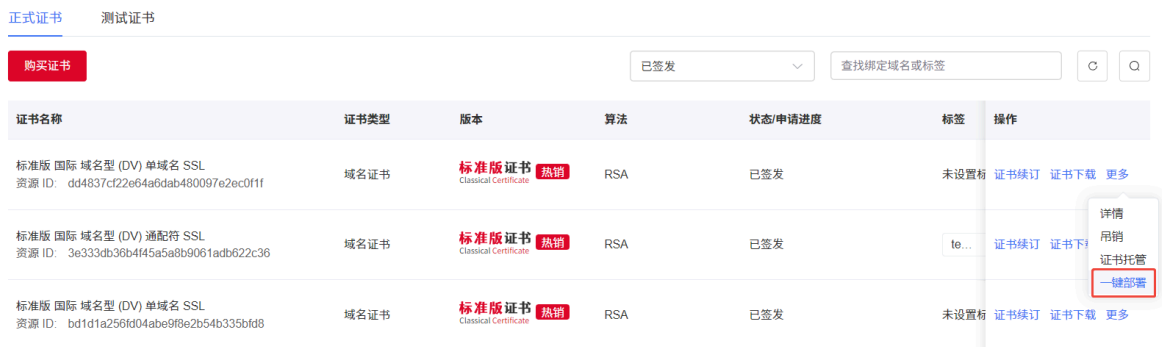 正式证书 测试证书
购买证书 已签发 查找绑定域名或标签
证书名称 证书类型 版本 算法 状态/申请进度 标签 操作
标准版 国际 域名型 (DV) 单域名 SSL
资源 ID: dd4837cf22e64a6dab480097e2ec0f1f
域名证书
标准版证书 热销
Classical Certificate
RSA 已签发 未设置标 证书续订 证书下载 更多
详情
吊销
证书托管
一键部署
标准版 国际 域名型 (DV) 通配符 SSL
资源 ID: 3e333db36b4f45a5a8b9061adb622c36
域名证书
标准版证书 热销
Classical Certificate
RSA 已签发 te... 证书续订 证书下
标准版 国际 域名型 (DV) 单域名 SSL
资源 ID: bd1d1a256fd04abe9f8e2b54b335bfd8
域名证书
标准版证书 热销
Classical Certificate
RSA 已签发 未设置标 证书续订 证书下载 更多